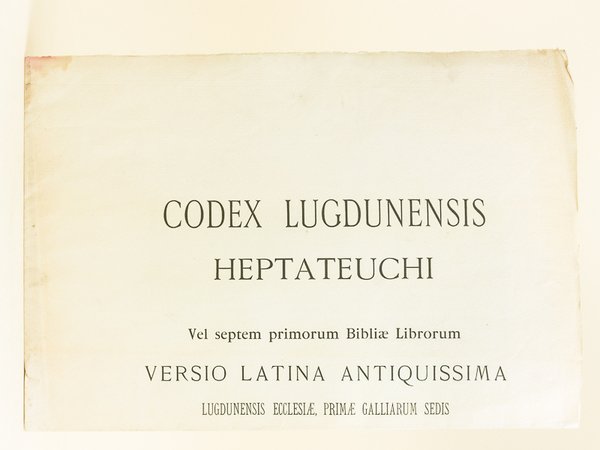 CODEX LUGDUNENSIS
HEPTATEUCHI
Vel septem primorum Bibliæ Librorum
VERSIO LATINA ANTIQUISSIMA
LUGDUNENSIS ECCLESIÆ, PRIMÆ GALLIARUM SEDIS